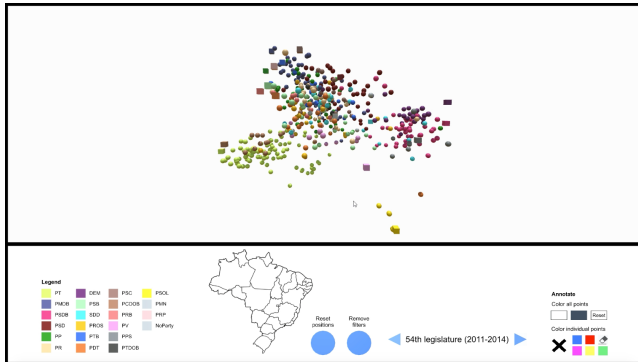 Legend
PT
DEM
PSC
PSOL
PMDB
PSB
PCDOB
PMN
PSDB
SDD
PRB
PRP
PSD
PROS
PV
NoParty
PP
PTB
PPS
PR
PDT
PTDOB
Reset positions
Remove filters
54th legislature (2011-2014)
Annotate
Color all points
Reset
Color individual points